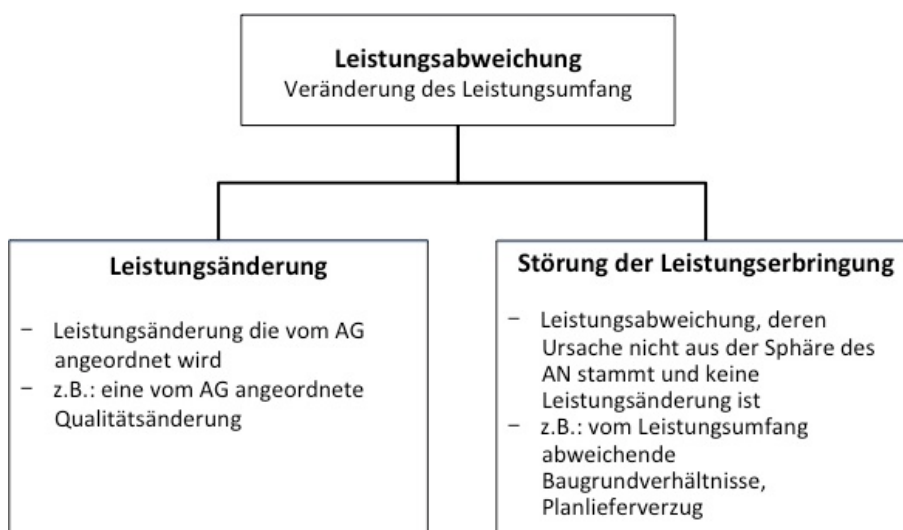 Leistungsabweichung
Veränderung des Leistungsumfang
Leistungsänderung
– Leistungsänderung die vom AG
angeordnet wird
– z.B.: eine vom AG angeordnete
Qualitätsänderung
Störung der Leistungserbringung
– Leistungsabweichung, deren
Ursache nicht aus der Sphäre des
AN stammt und keine
Leistungsänderung ist
– z.B.: vom Leistungsumfang
abweichende
Baugrundverhältnisse,
Planlieferverzug